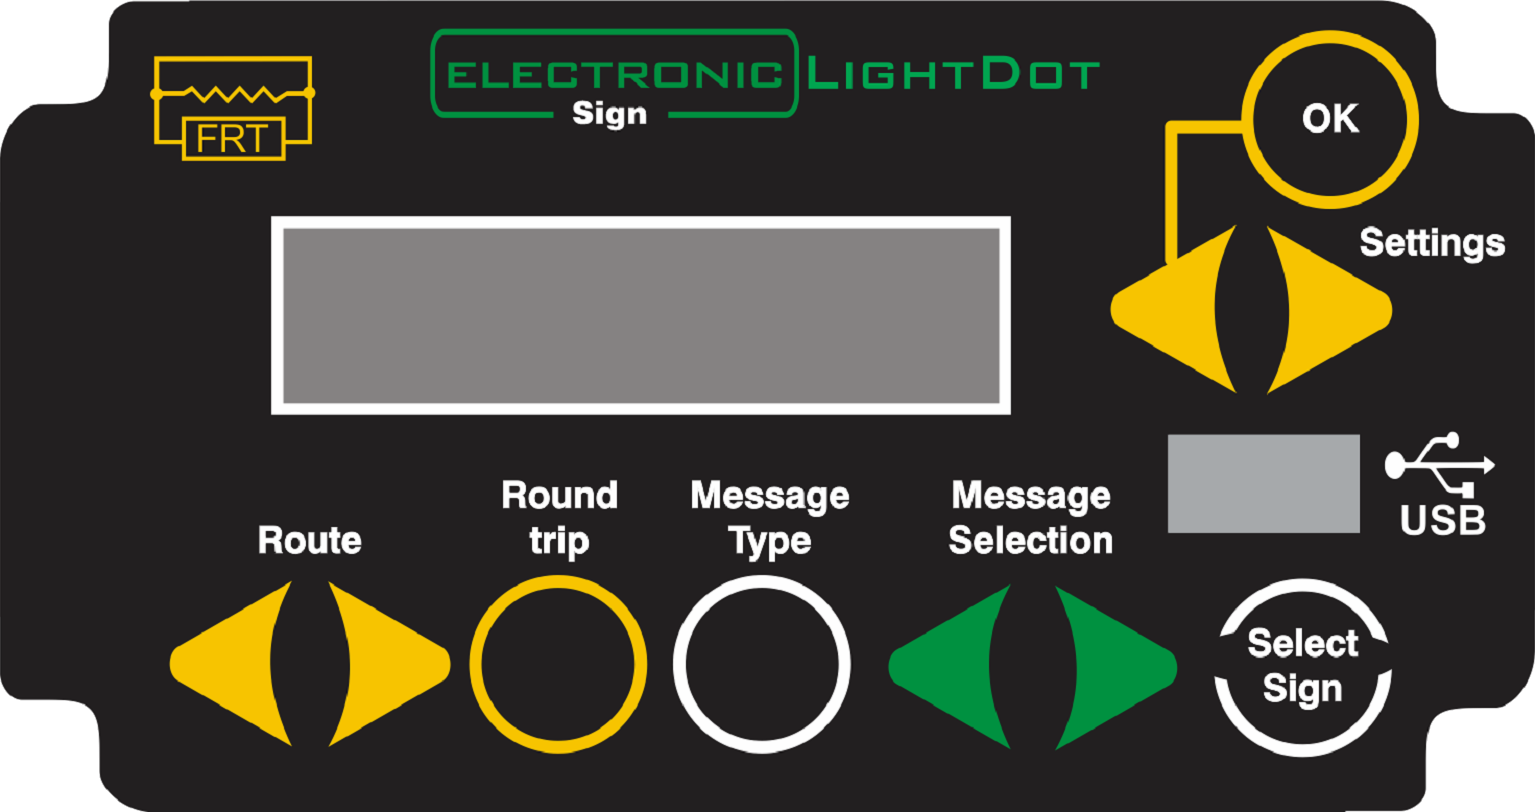 FRT
ELECTRONIC LIGHTDOT
Sign
OK
Settings
Round
trip
Message
Type
Message
Selection
Route
USB
Select
Sign